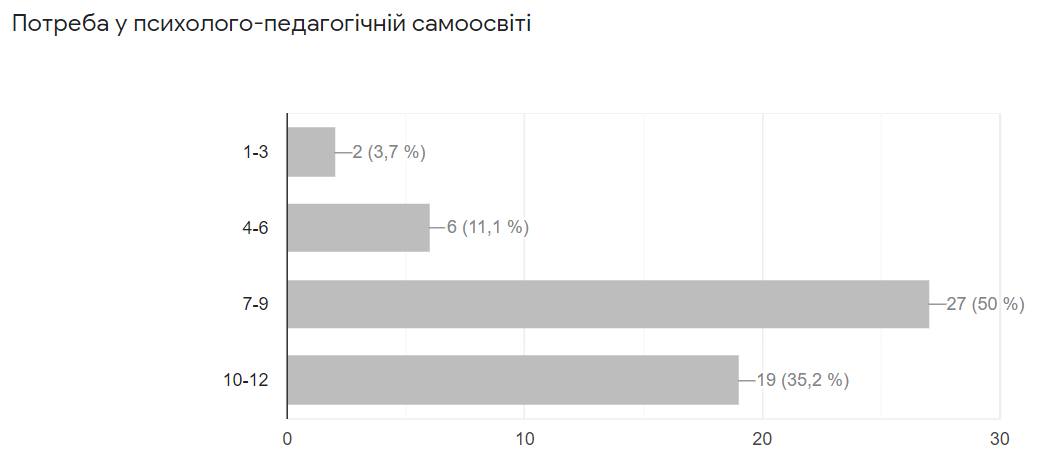 Потреба у психолого-педагогічній самоосвіті
1-3
2 (3,7 %)
4-6
6 (11,1 %)
7-9
27 (50 %)
10-12
19 (35,2 %)
0
10
20
30